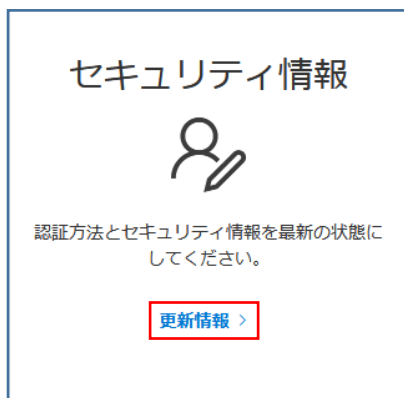 セキュリティ情報
認証方法とセキュリティ情報を最新の状態に
してください。
更新情報 >